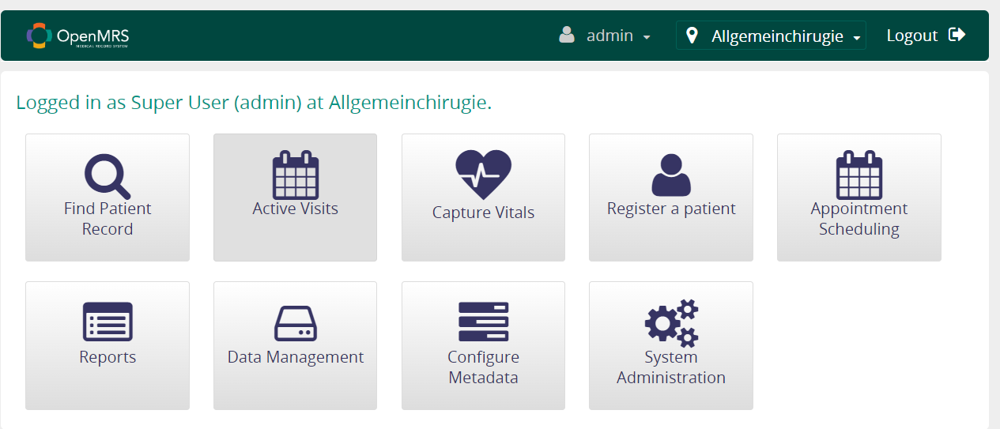 OpenMRS
MEDICAL RECORD SYSTEM
admin
Allgemeinchirugie
Logout
Logged in as Super User (admin) at Allgemeinchirugie.
Find Patient
Record
Active Visits
Capture Vitals
Register a patient
Appointment
Scheduling
Reports
Data Management
Configure
Metadata
System
Administration